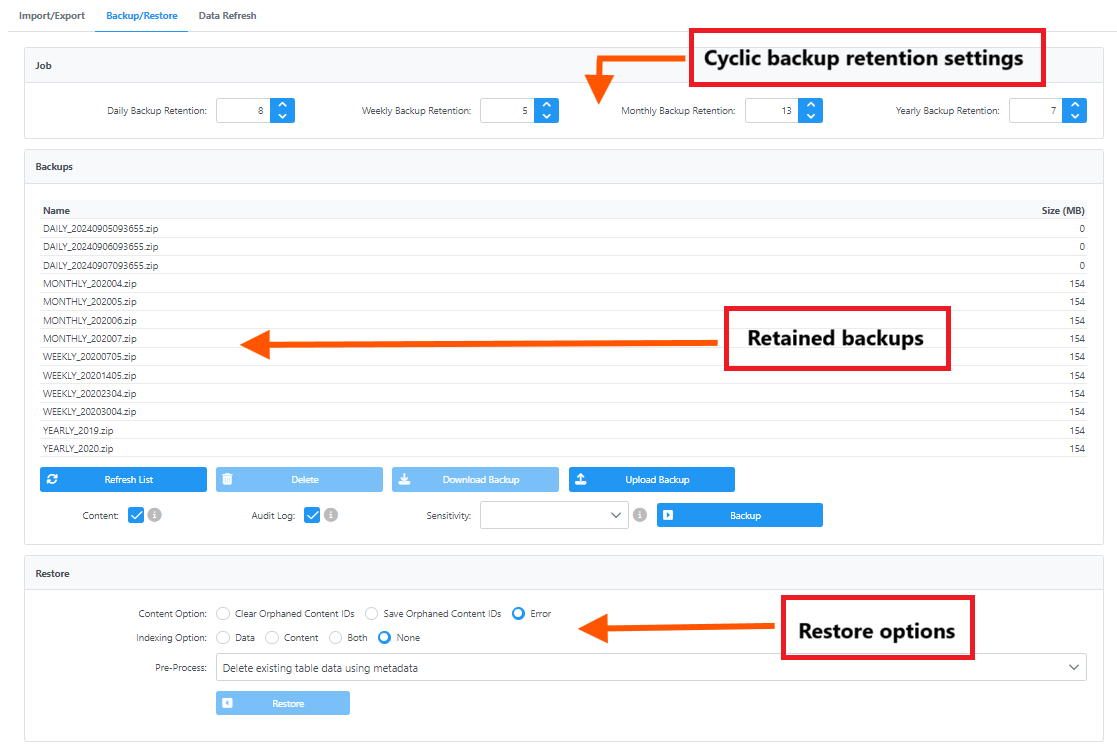 Import/Export Backup/Restore Data Refresh
Cyclic backup retention settings
Job
Daily Backup Retention: 8 Weekly Backup Retention: 5 Monthly Backup Retention: 13 Yearly Backup Retention: 7
Backups
Name Size (MB)
DAILY_20240905093655.zip 0
DAILY_20240906093655.zip 0
DAILY_20240907093655.zip 0
MONTHLY_202004.zip 154
MONTHLY_202005.zip 154
MONTHLY_202006.zip 154
MONTHLY_202007.zip 154
Retained backups
WEEKLY_20200705.zip 154
WEEKLY_20201405.zip 154
WEEKLY_20202304.zip 154
WEEKLY_20203004.zip 154
YEARLY_2019.zip 154
YEARLY_2020.zip 154
Refresh List Delete Download Backup Upload Backup
Content: Audit Log: Sensitivity: Backup
Restore
Content Option: Clear Orphaned Content IDs Save Orphaned Content IDs Error
Indexing Option: Data Content Both None
Restore options
Pre-Process: Delete existing table data using metadata
Restore